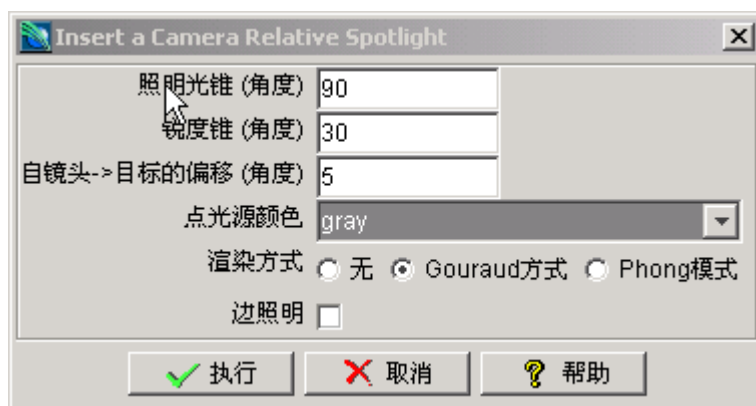 Insert a Camera Relative Spotlight
照明光锥 (角度) 90
锐度锥 (角度) 30
自镜头->目标的偏移 (角度) 5
点光源颜色 gray
渲染方式 无 Gouraud方式 Phong模式
边照明
执行 取消 帮助